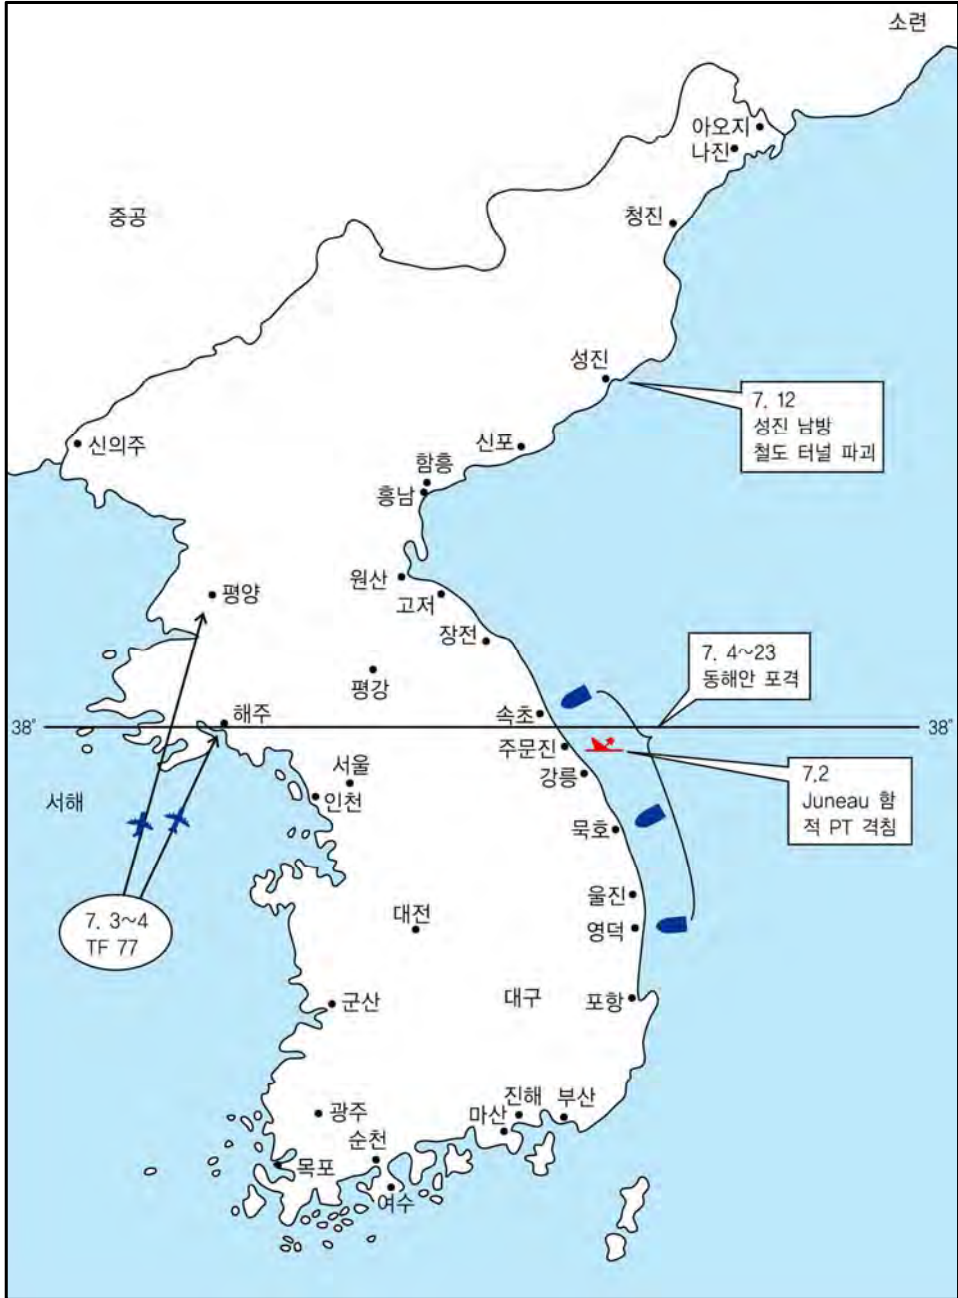 소련
아오지
나진
중공
청진
성진
7. 12
성진 남방
철도 터널 파괴
신의주
신포
함흥
흥남
원산
평양
고저
장전
7. 4~23
동해안 포격
평강
해주
속초
38°
38°
주문진
서울
강릉
7.2
Juneau 함
적 PT 격침
인천
서해
묵호
울진
대전
영덕
7. 3~4
TF 77
군산
대구
포항
진해
부산
광주
마산
순천
목포
여수